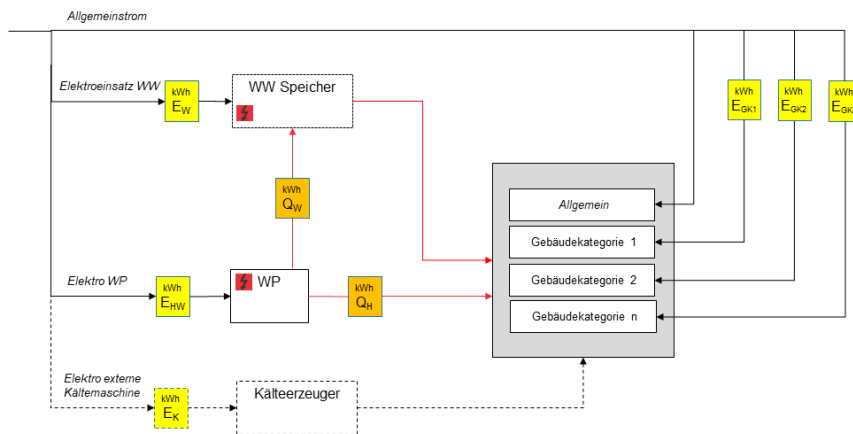 Allgemeinstrom
Elektroeinsatz WW
kWh
EW
WW Speicher
kWh
EGK1
kWh
EGK2
kWh
EGK
kWh
QW
Allgemein
Gebäudekategorie 1
Gebäudekategorie 2
Gebäudekategorie n
Elektro WP
kWh
EHW
WP
kWh
QH
Elektro externe
Kältemaschine
kWh
EK
Kälteerzeuger